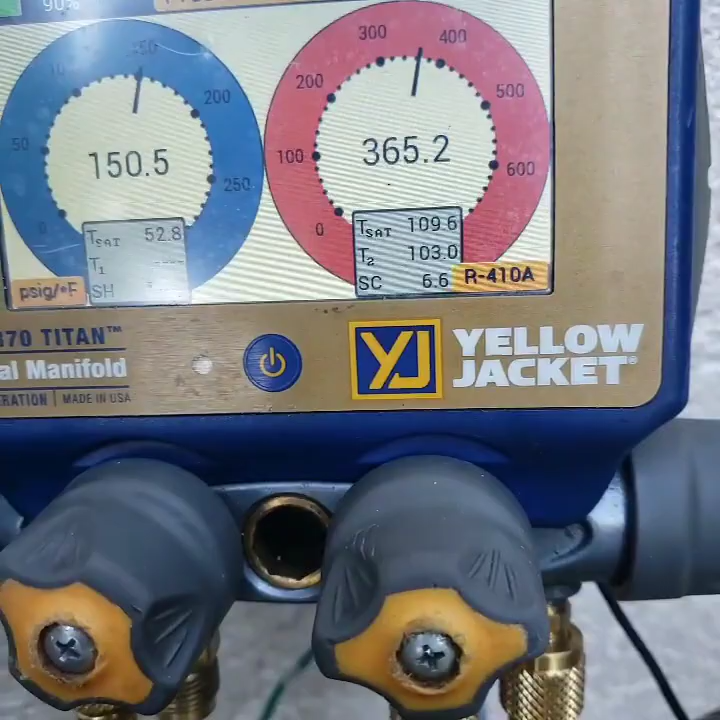 90%
150
200
50
250
0
150.5
TSAT 52.8
T1 ----
SH
psig/°F
300
400
200
500
100
600
0
365.2
TSAT 109.6
T2 103.0
SC 6.6
R-410A
370 TITAN™
al Manifold
RATION | MADE IN USA
YJ
YELLOW
JACKET®